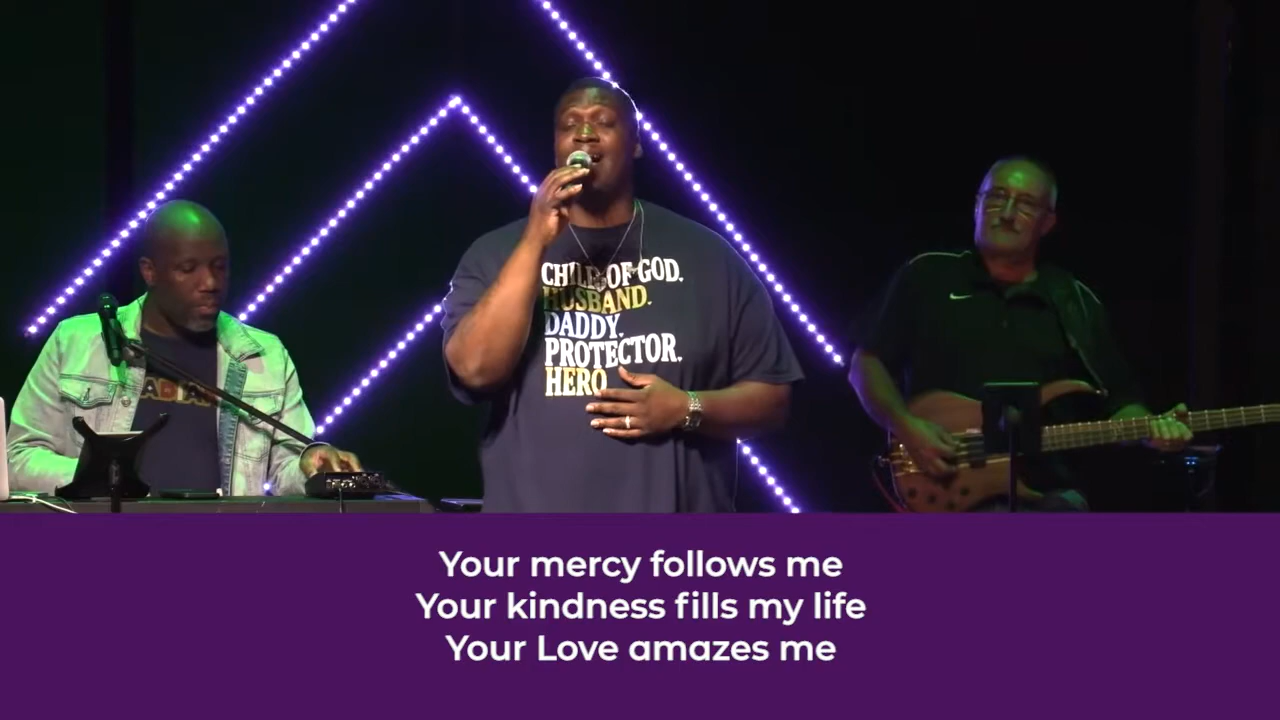 CHILD OF GOD.
HUSBAND.
DADDY.
PROTECTOR.
HERO
Your mercy follows me
Your kindness fills my life
Your Love amazes me